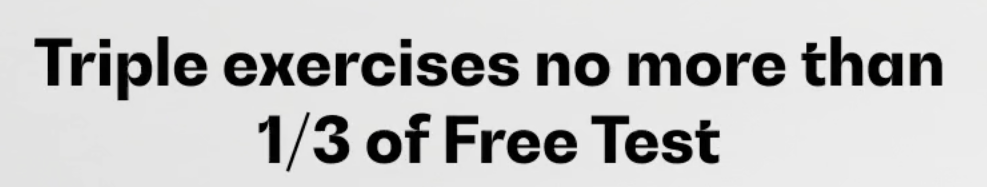 Triple exercises no more than
1/3 of Free Test